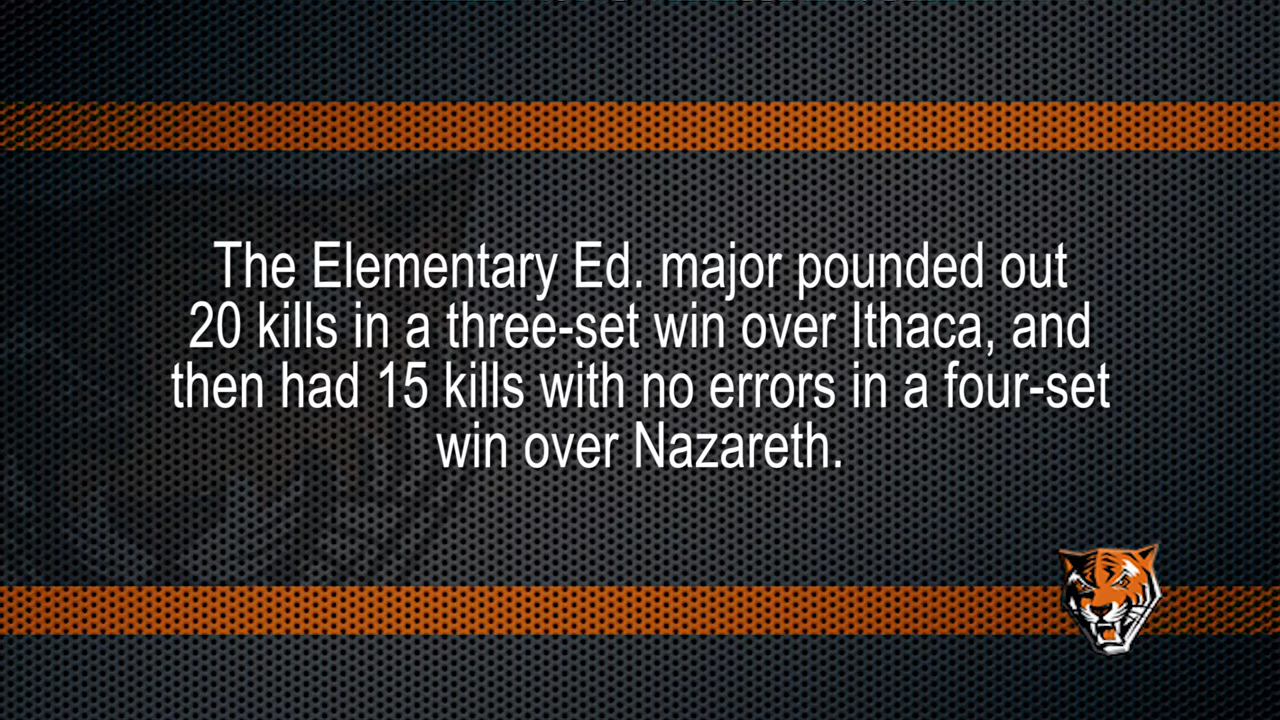 The Elementary Ed. major pounded out
20 kills in a three-set win over Ithaca, and
then had 15 kills with no errors in a four-set
win over Nazareth.